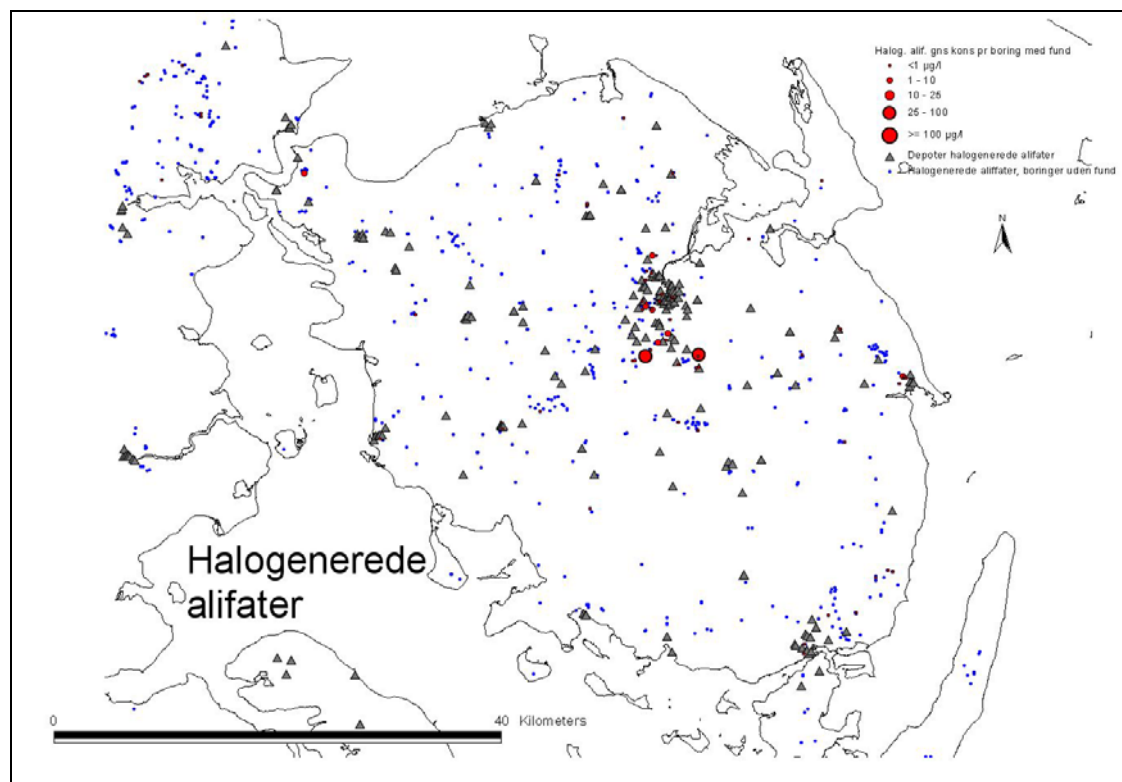 Halog. alif. gns kons pr boring med fund
<1 µg/l
1 - 10
10 - 25
25 - 100
>= 100 µg/l
Depoter halogenerede alifater
Halogenerede aliffater, boringer uden fund
N
Halogenerede
alifater
0
40 Kilometers